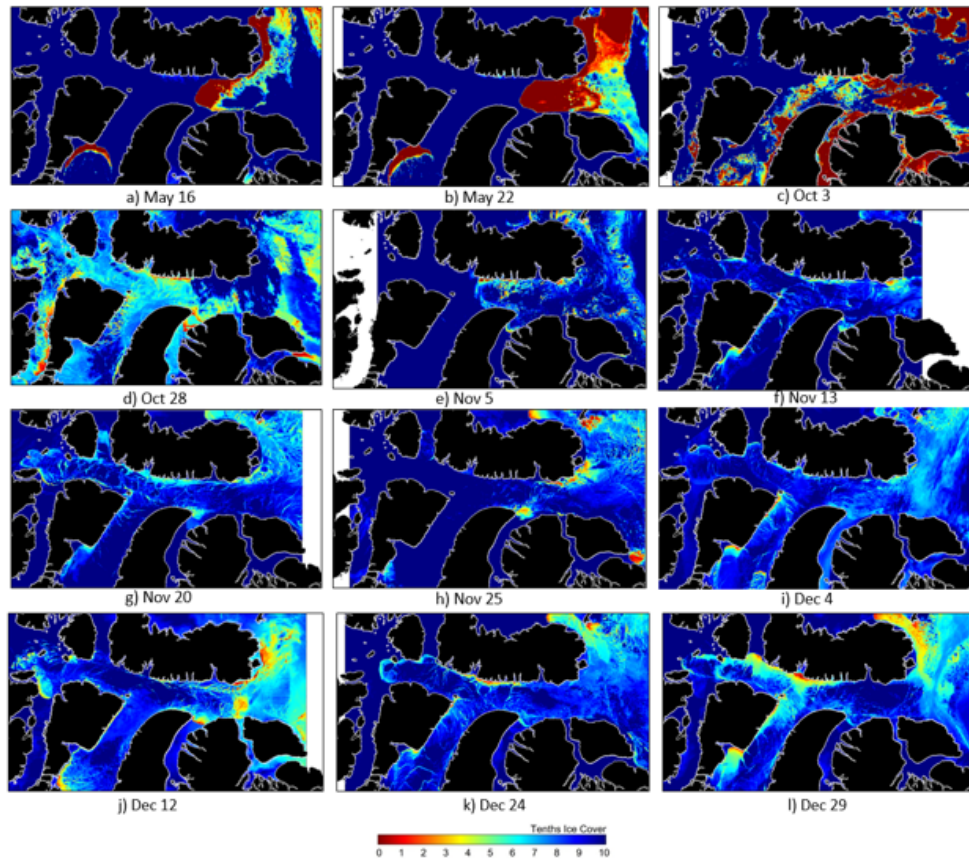 a) May 16
b) May 22
c) Oct 3
d) Oct 28
e) Nov 5
f) Nov 13
g) Nov 20
h) Nov 25
i) Dec 4
j) Dec 12
k) Dec 24
l) Dec 29
Tenths Ice Cover
0 1 2 3 4 5 6 7 8 9 10